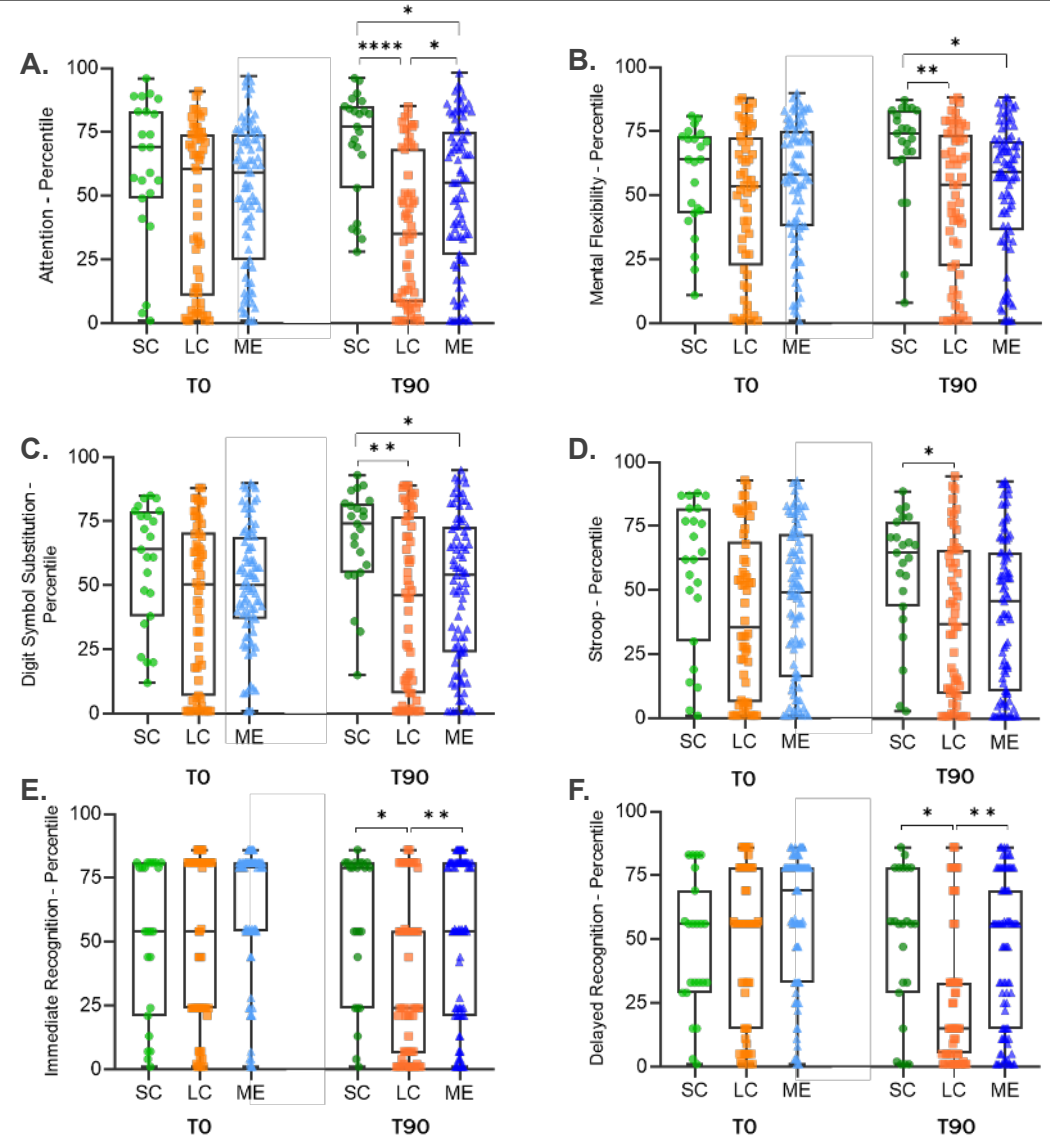 A.
Attention - Percentile
100
75
50
25
0
*
**** *
SC LC ME SC LC ME
T0 T90
B.
Mental Flexibility - Percentile
100
75
50
25
0
*
**
SC LC ME SC LC ME
T0 T90
C.
Digit Symbol Substitution -
Percentile
100
75
50
25
0
*
**
SC LC ME SC LC ME
T0 T90
D.
Stroop - Percentile
100
75
50
25
0
*
SC LC ME SC LC ME
T0 T90
E.
Immediate Recognition - Percentile
100
75
50
25
0
* **
SC LC ME SC LC ME
T0 T90
F.
Delayed Recognition - Percentile
100
75
50
25
0
* **
SC LC ME SC LC ME
T0 T90